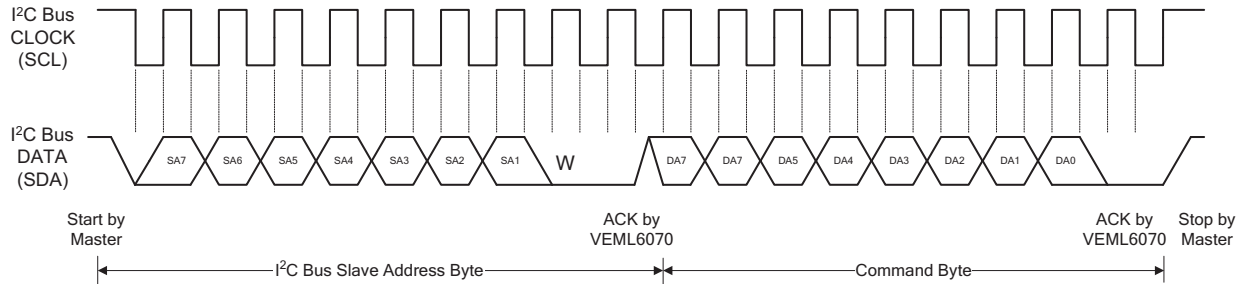 I²C Bus
CLOCK
(SCL)
I²C Bus
DATA
(SDA)
SA7 SA6 SA5 SA4 SA3 SA2 SA1 W DA7 DA7 DA5 DA4 DA3 DA2 DA1 DA0
Start by
Master
ACK by
VEML6070
ACK by
VEML6070
Stop by
Master
I²C Bus Slave Address Byte
Command Byte